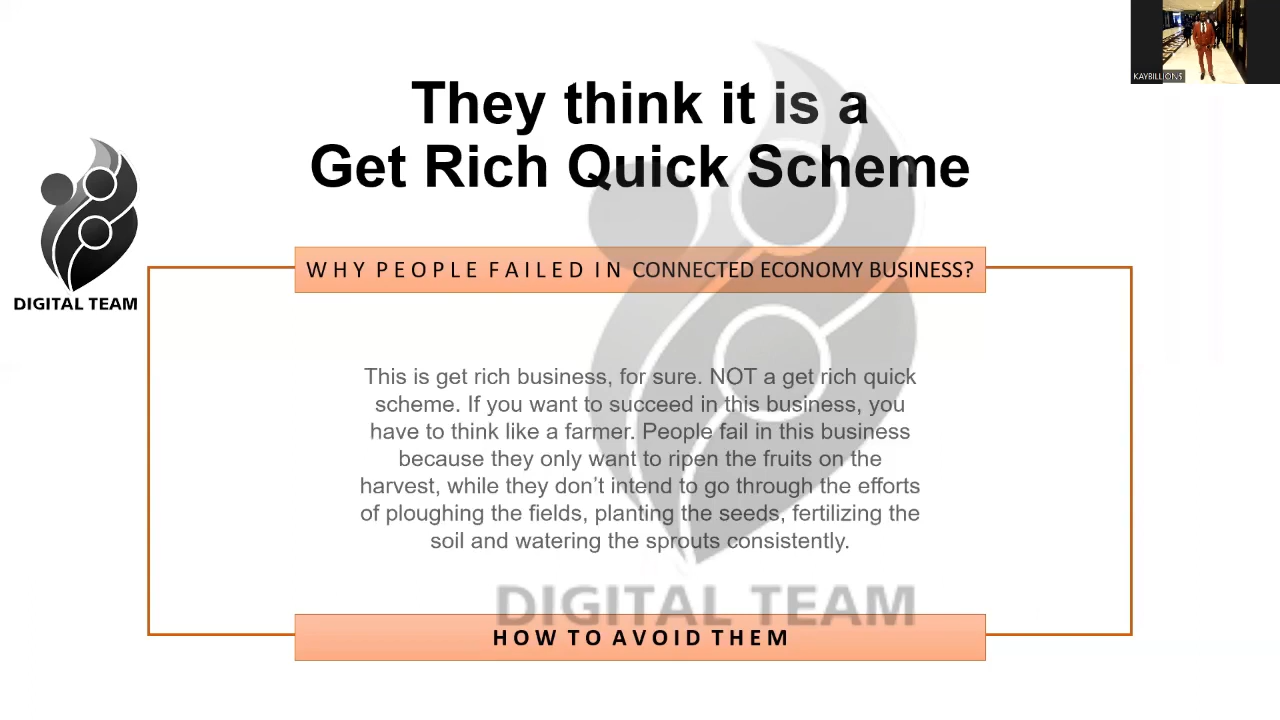 KAYBILLIONS
They think it is a
Get Rich Quick Scheme
DIGITAL TEAM
WHY PEOPLE FAILED IN CONNECTED ECONOMY BUSINESS?
This is get rich business, for sure. NOT a get rich quick
scheme. If you want to succeed in this business, you
have to think like a farmer. People fail in this business
because they only want to ripen the fruits on the
harvest, while they don't intend to go through the efforts
of ploughing the fields, planting the seeds, fertilizing the
soil and watering the sprouts consistently.
DIGITAL TEAM
HOW TO AVOID THEM